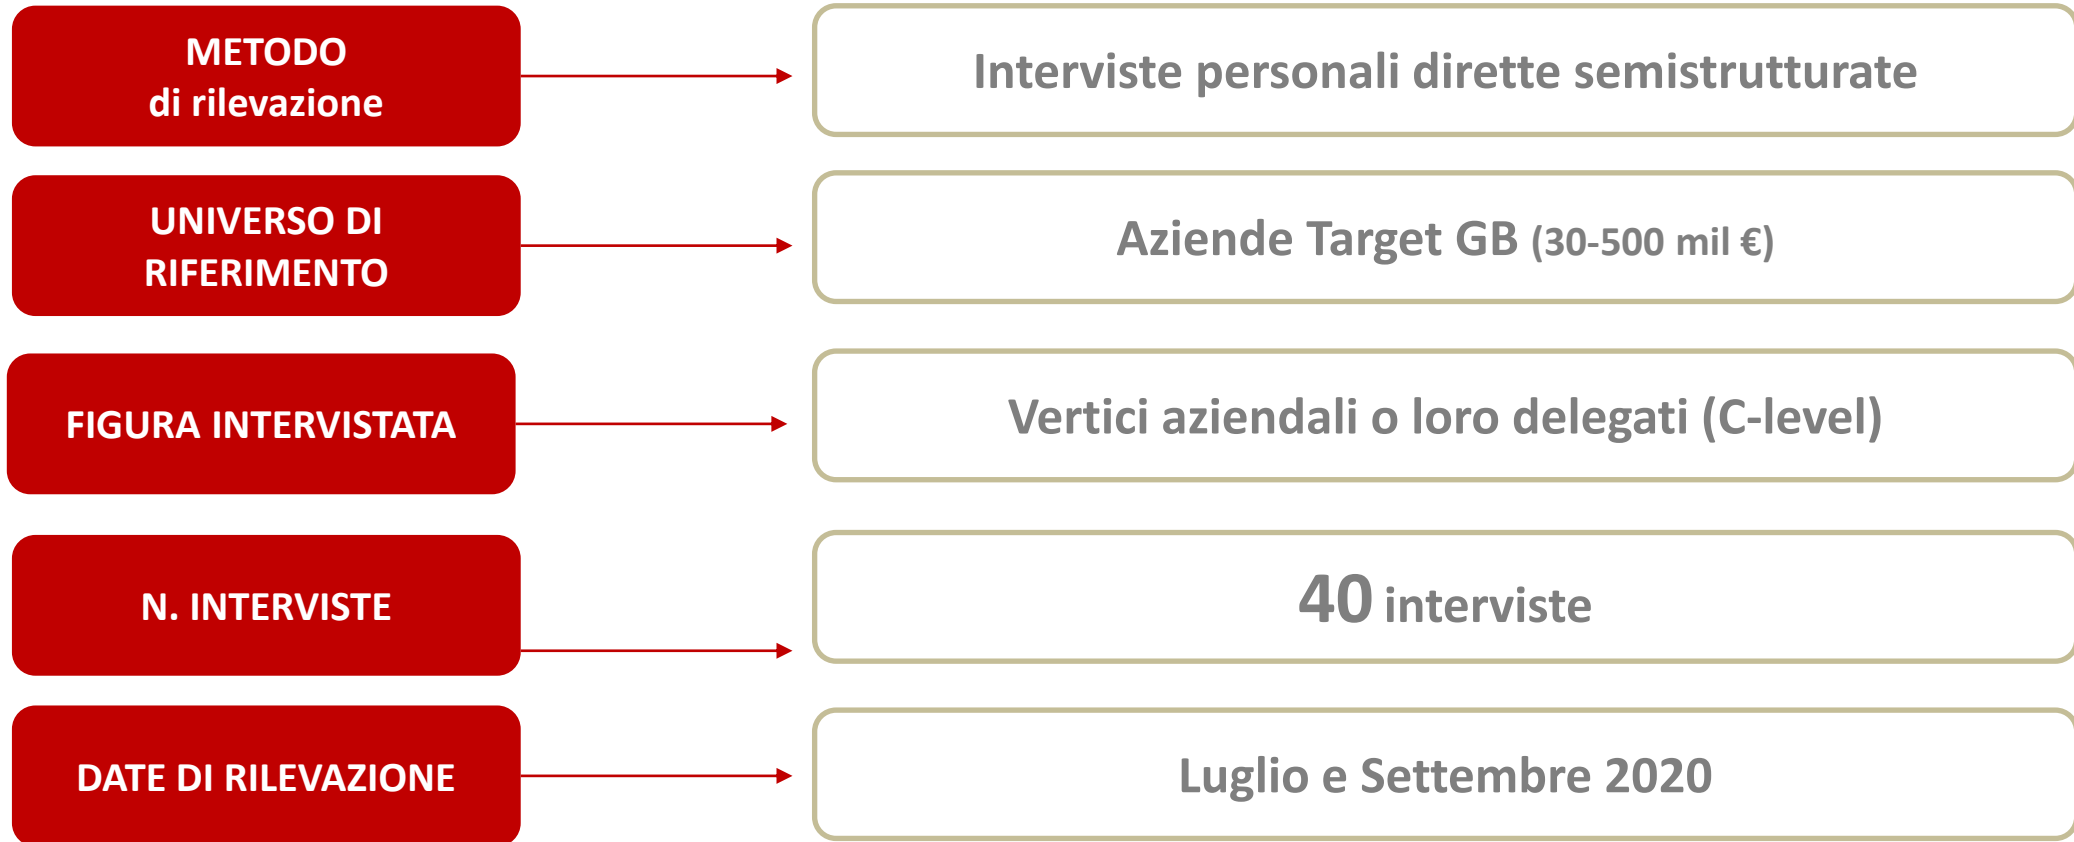 METODO
di rilevazione
Interviste personali dirette semistrutturate
UNIVERSO DI
RIFERIMENTO
Aziende Target GB (30-500 mil €)
FIGURA INTERVISTATA
Vertici aziendali o loro delegati (C-level)
N. INTERVISTE
40 interviste
DATE DI RILEVAZIONE
Luglio e Settembre 2020